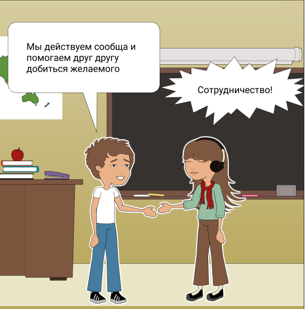 Мы действуем сообща и
помогаем друг другу
добиться желаемого
Сотрудничество!